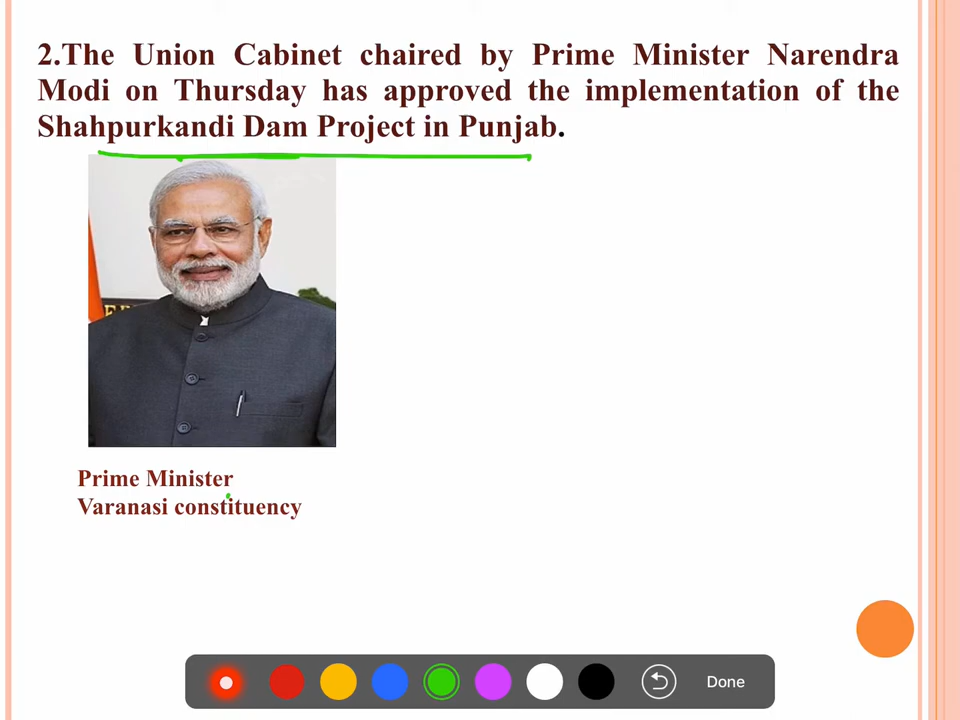 2.The Union Cabinet chaired by Prime Minister Narendra
Modi on Thursday has approved the implementation of the
Shahpurkandi Dam Project in Punjab.
Prime Minister
Varanasi constituency
Done